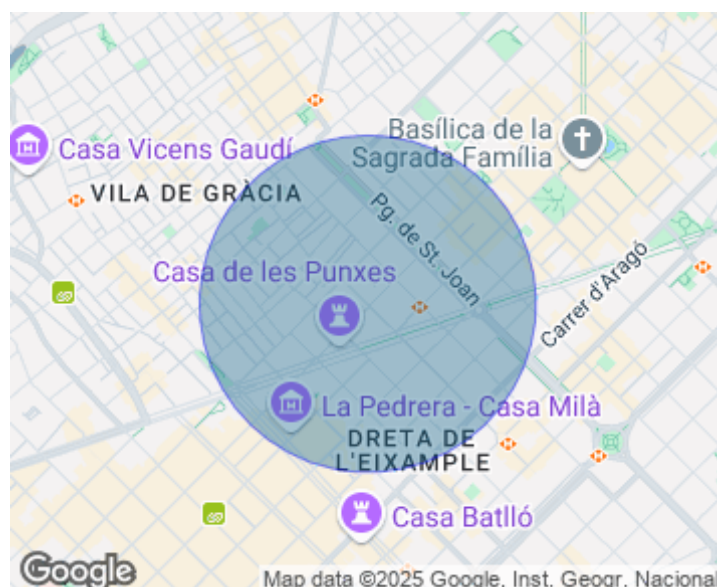 Basílica de la
Sagrada Família
Casa Vicens Gaudí
VILA DE GRÀCIA
Pg. de St. Joan
Casa de les Punxes
Carrer d'Aragó
La Pedrera - Casa Milà
DRETA DE
L'EIXAMPLE
Casa Batlló
Google
Map data ©2025 Google, Inst. Geogr. Nacional